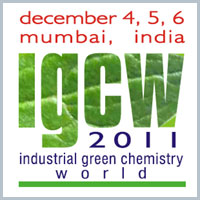 december 4, 5, 6
mumbai, india
igcw
2011
industrial green chemistry
world